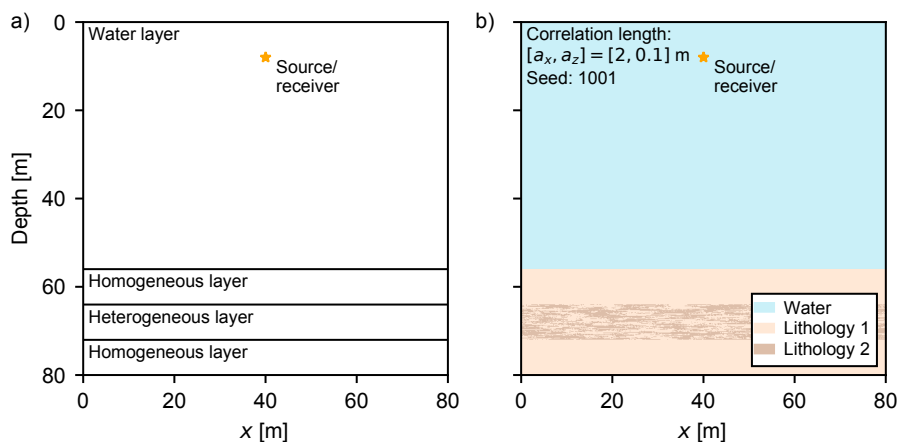 a)
0
20
40
60
80
Depth [m]
Water layer
Source/
receiver
Homogeneous layer
Heterogeneous layer
Homogeneous layer
0
20
40
60
80
x [m]
b)
Correlation length:
[aₓ, a_z] = [2, 0.1] m
Seed: 1001
Source/
receiver
Water
Lithology 1
Lithology 2
0
20
40
60
80
x [m]